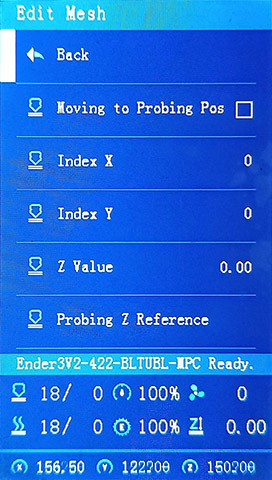 Edit Mesh
Back
Moving to Probing Pos
Index X 0
Index Y 0
Z Value 0.00
Probing Z Reference
Ender3V2-422-BLTUBL-MPC Ready.
18/ 0 100% 0
18/ 0 100% 0.00
X 156.50 Y 122?00 Z 150?00